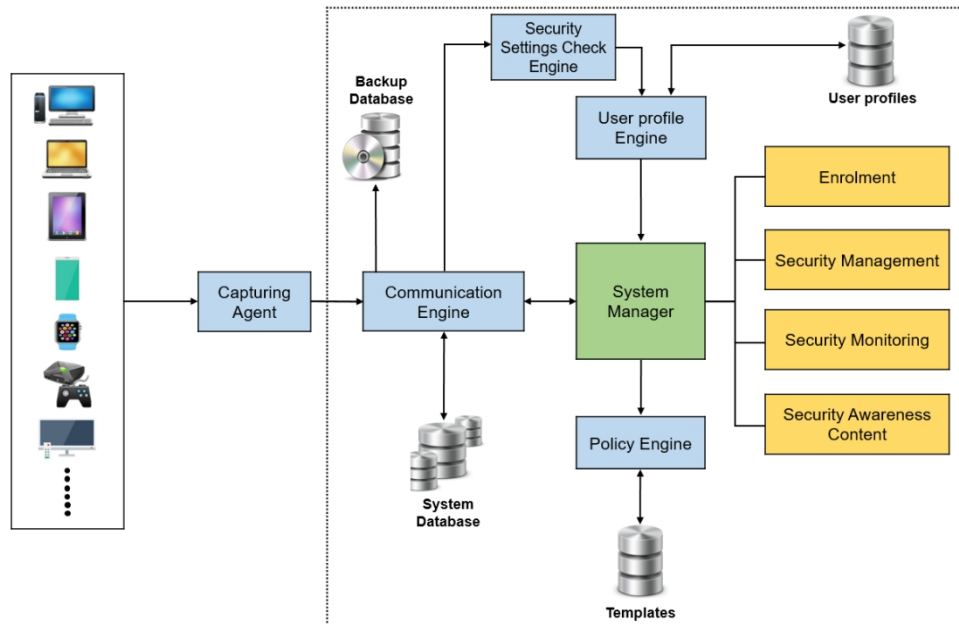 Security
Settings Check
Engine
Backup
Database
User profiles
User profile
Engine
Enrolment
Security Management
Capturing
Agent
Communication
Engine
System
Manager
Security Monitoring
Security Awareness
Content
Policy Engine
System
Database
Templates